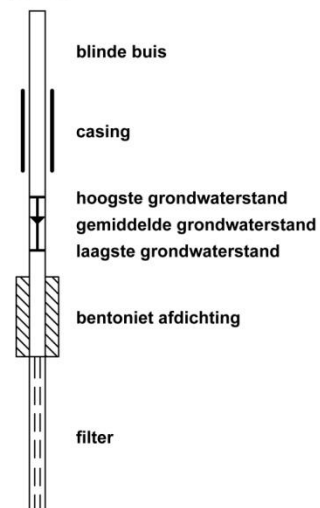 blinde buis
casing
hoogste grondwaterstand
gemiddelde grondwaterstand
laagste grondwaterstand
bentoniet afdichting
filter